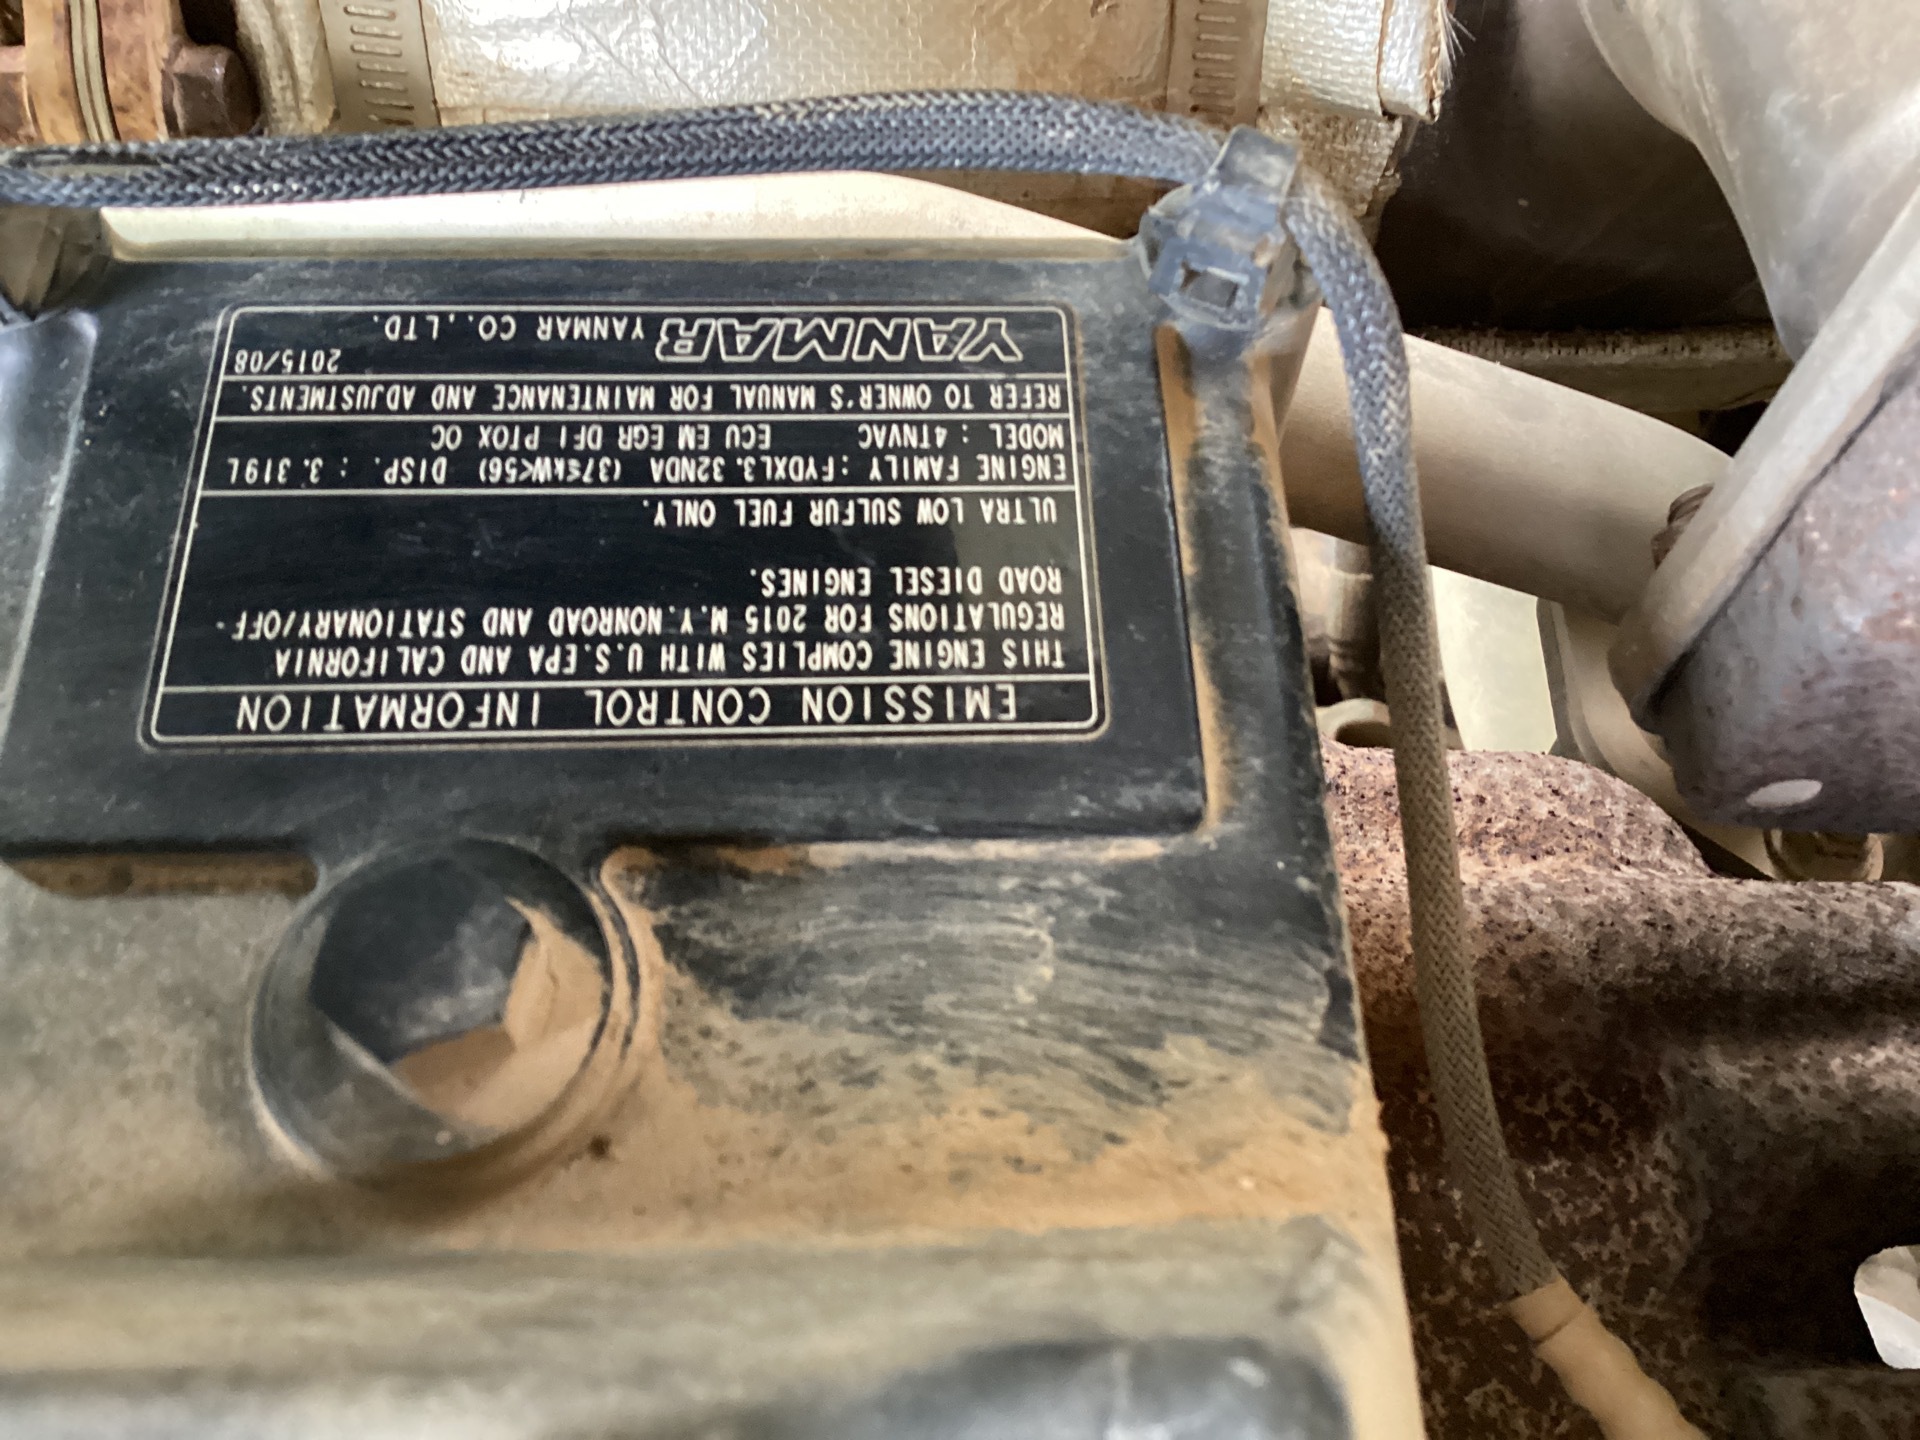 EMISSION CONTROL INFORMATION
THIS ENGINE COMPLIES WITH U.S.EPA AND CALIFORNIA
REGULATIONS FOR 2015 M.Y.NONROAD AND STATIONARY/OFF-
ROAD DIESEL ENGINES.
ULTRA LOW SULFUR FUEL ONLY.
ENGINE FAMILY :FYDXL3.32NDA (37≤kW<56) DISP. : 3.319L
MODEL : 4TNVAC ECU EM EGR DFI PTOX OC
REFER TO OWNER'S MANUAL FOR MAINTENANCE AND ADJUSTMENTS.
YANMAR YANMAR CO.,LTD.
2015/08